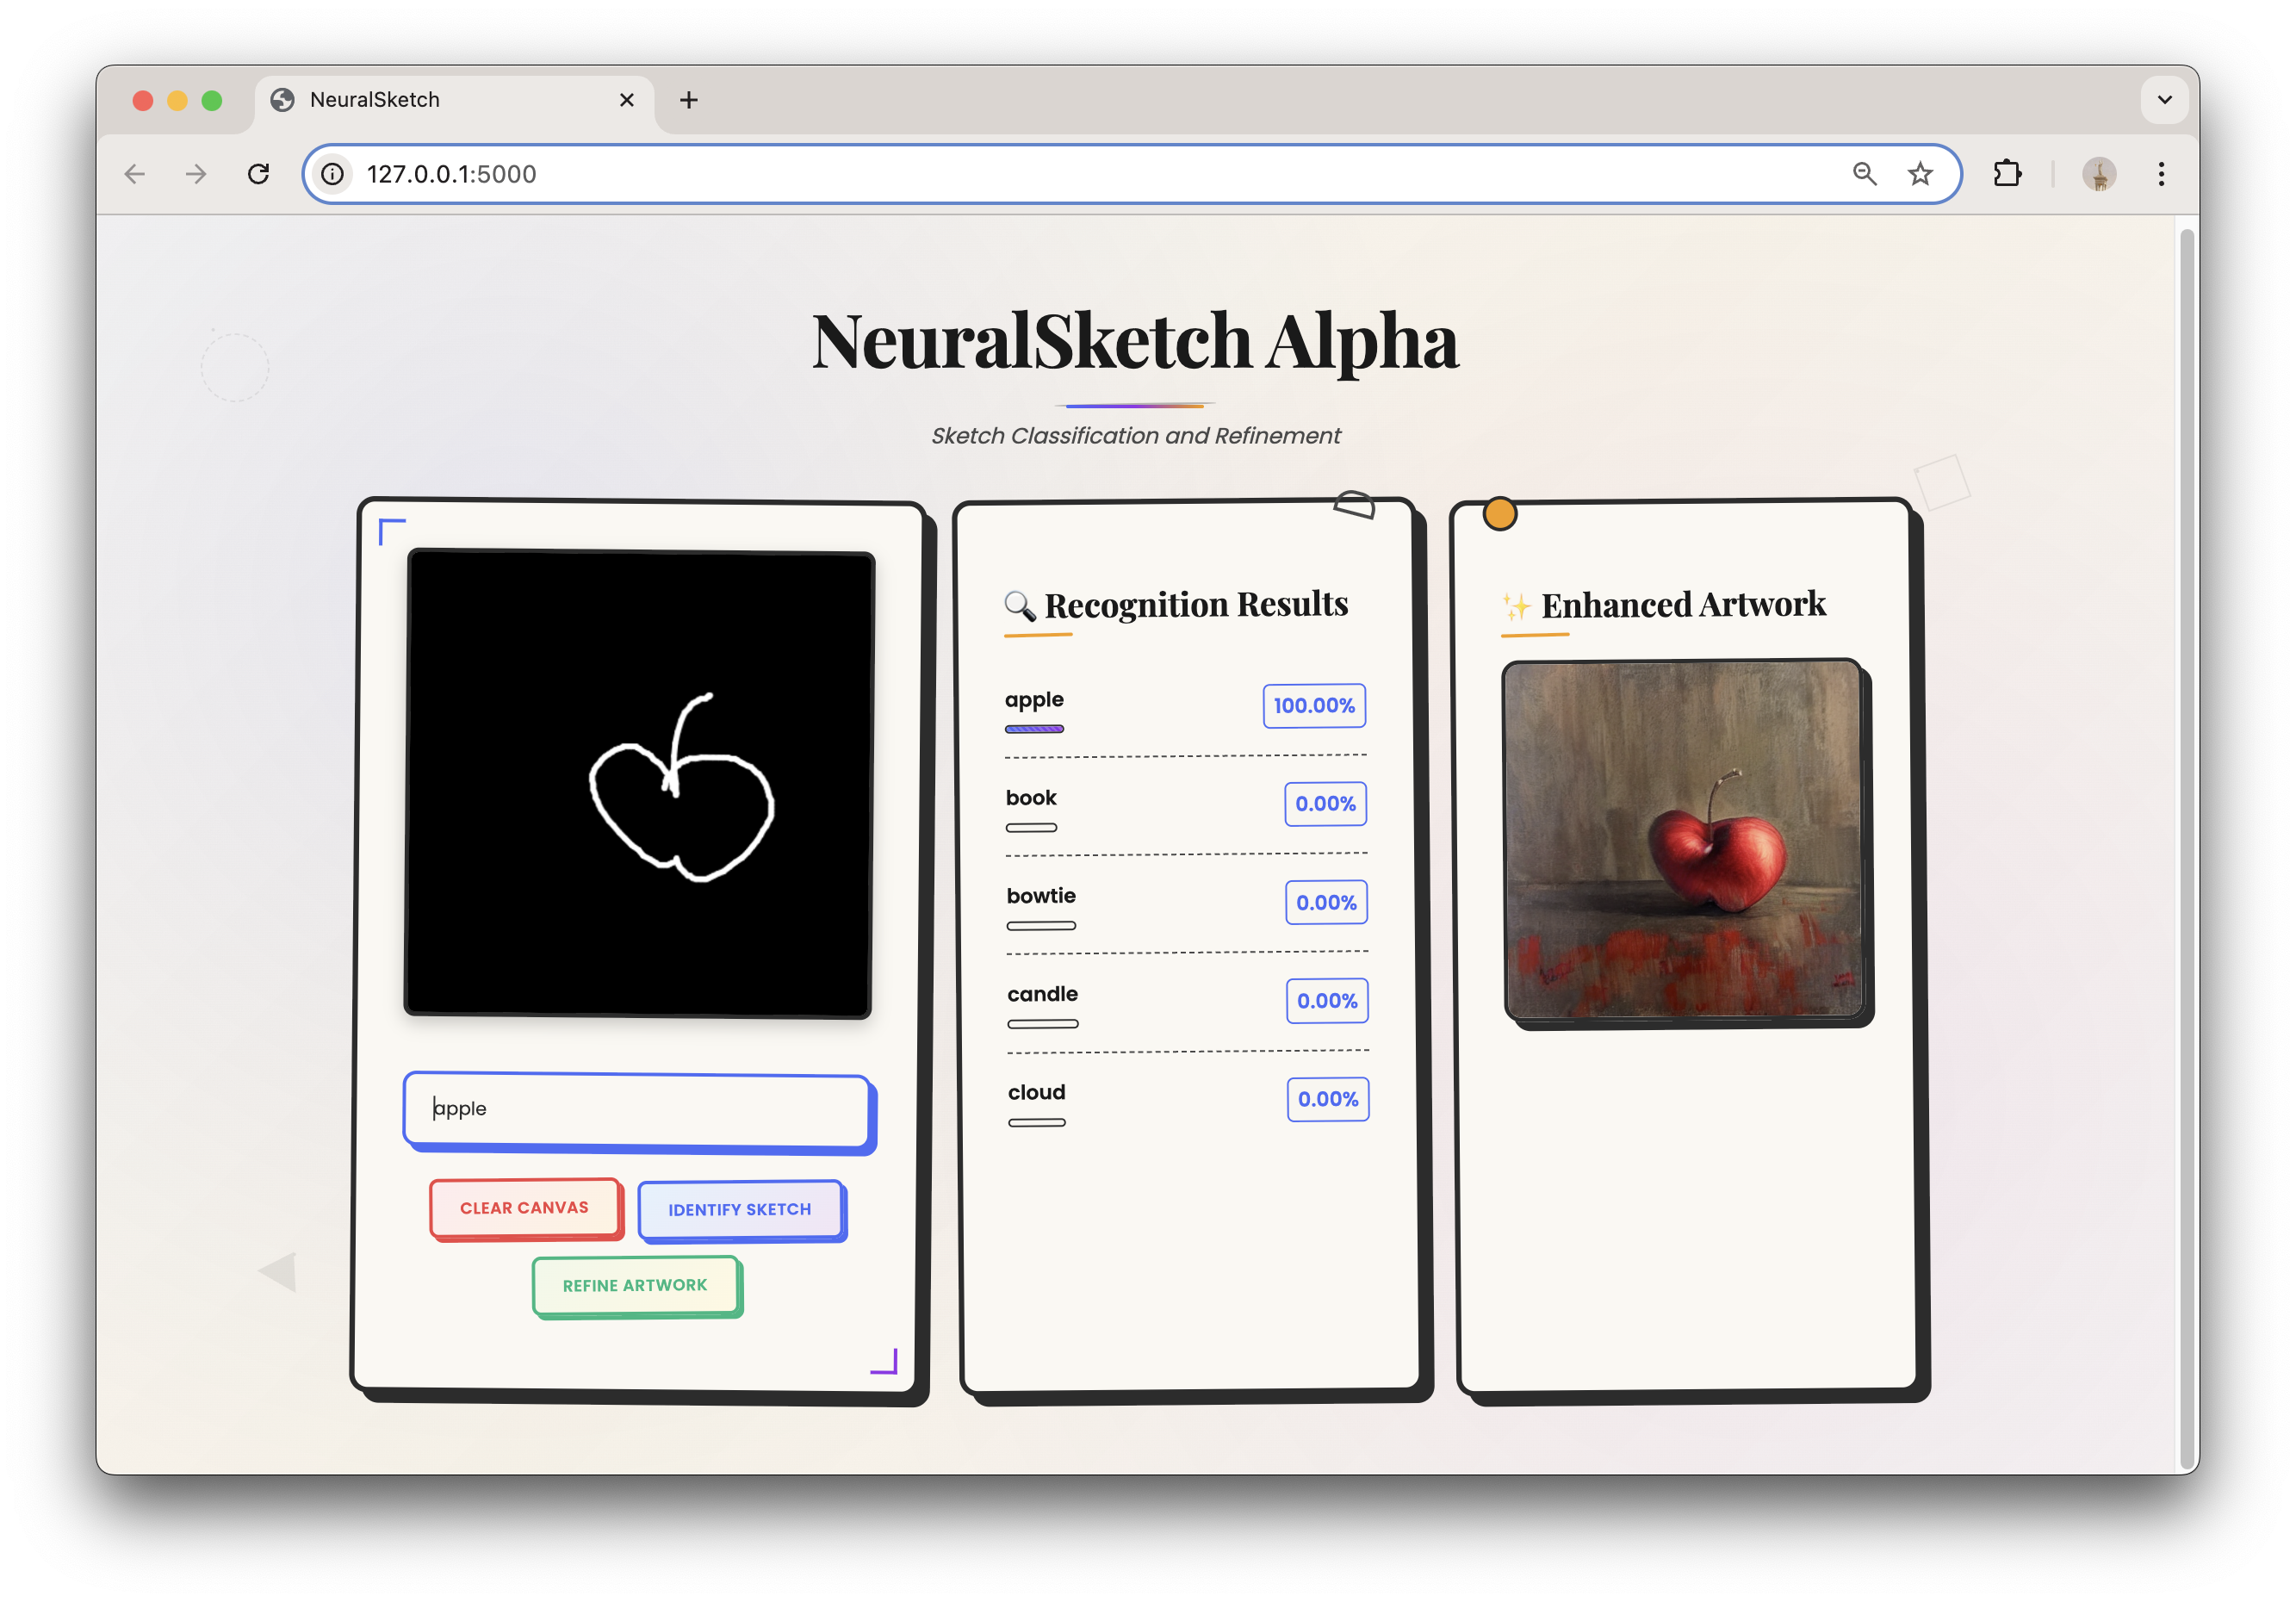 NeuralSketch
127.0.0.1:5000
NeuralSketch Alpha
Sketch Classification and Refinement
apple
CLEAR CANVAS
IDENTIFY SKETCH
REFINE ARTWORK
🔍 Recognition Results
apple 100.00%
book 0.00%
bowtie 0.00%
candle 0.00%
cloud 0.00%
✨ Enhanced Artwork